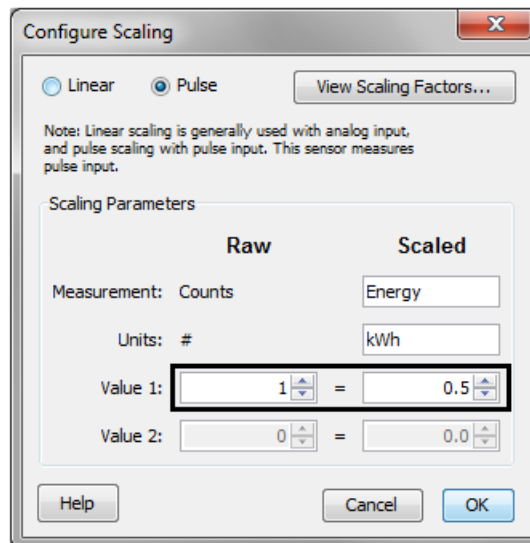 Configure Scaling
Linear Pulse View Scaling Factors...
Note: Linear scaling is generally used with analog input,
and pulse scaling with pulse input. This sensor measures
pulse input.
Scaling Parameters
Raw Scaled
Measurement: Counts Energy
Units: # kWh
Value 1: 1 = 0.5
Value 2: 0 = 0.0
Help Cancel OK